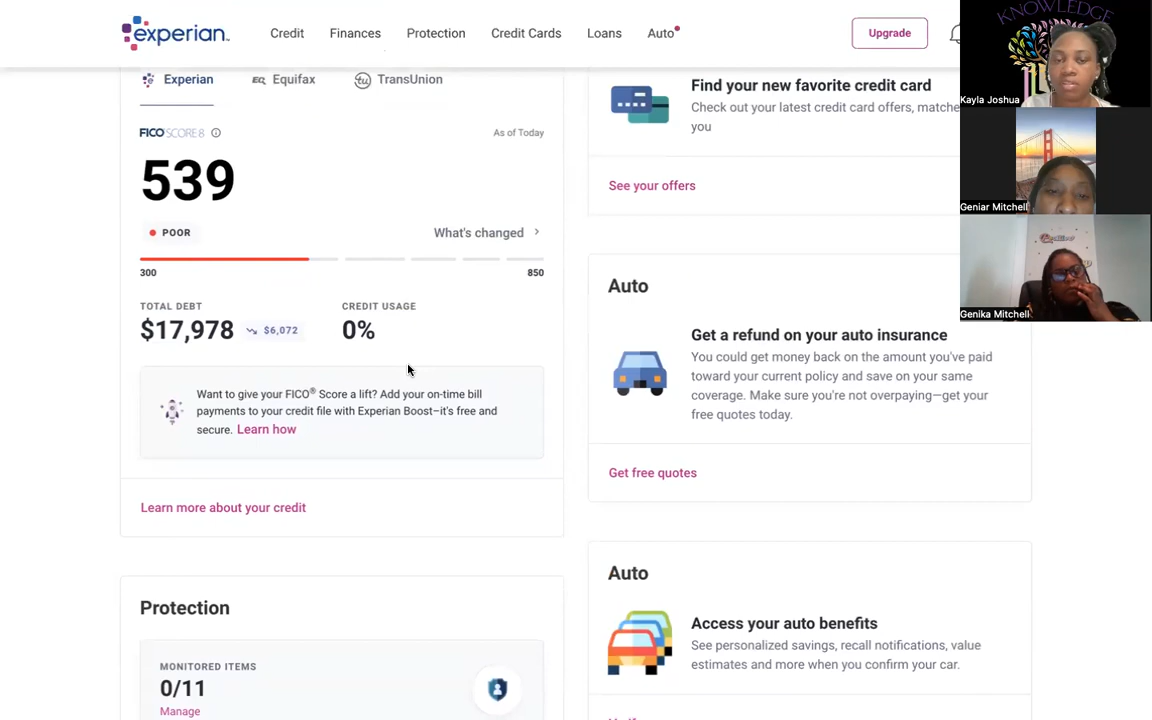 experian
Credit
Finances
Protection
Credit Cards
Loans
Auto
Upgrade
Experian
EFX Equifax
tu TransUnion
FICO SCORE 8
As of Today
539
POOR
What's changed
300
850
TOTAL DEBT
CREDIT USAGE
$17,978
$6,072
0%
Want to give your FICO® Score a lift? Add your on-time bill
payments to your credit file with Experian Boost–it's free and
secure. Learn how
Learn more about your credit
Protection
MONITORED ITEMS
0/11
Manage
Find your new favorite credit card
Check out your latest credit card offers, matche
you
See your offers
Auto
Get a refund on your auto insurance
You could get money back on the amount you've paid
toward your current policy and save on your same
coverage. Make sure you're not overpaying—get your
free quotes today.
Get free quotes
Auto
Access your auto benefits
See personalized savings, recall notifications, value
estimates and more when you confirm your car.
KNOWLEDGE
Kayla Joshua
Geniar Mitchell
Genika Mitchell